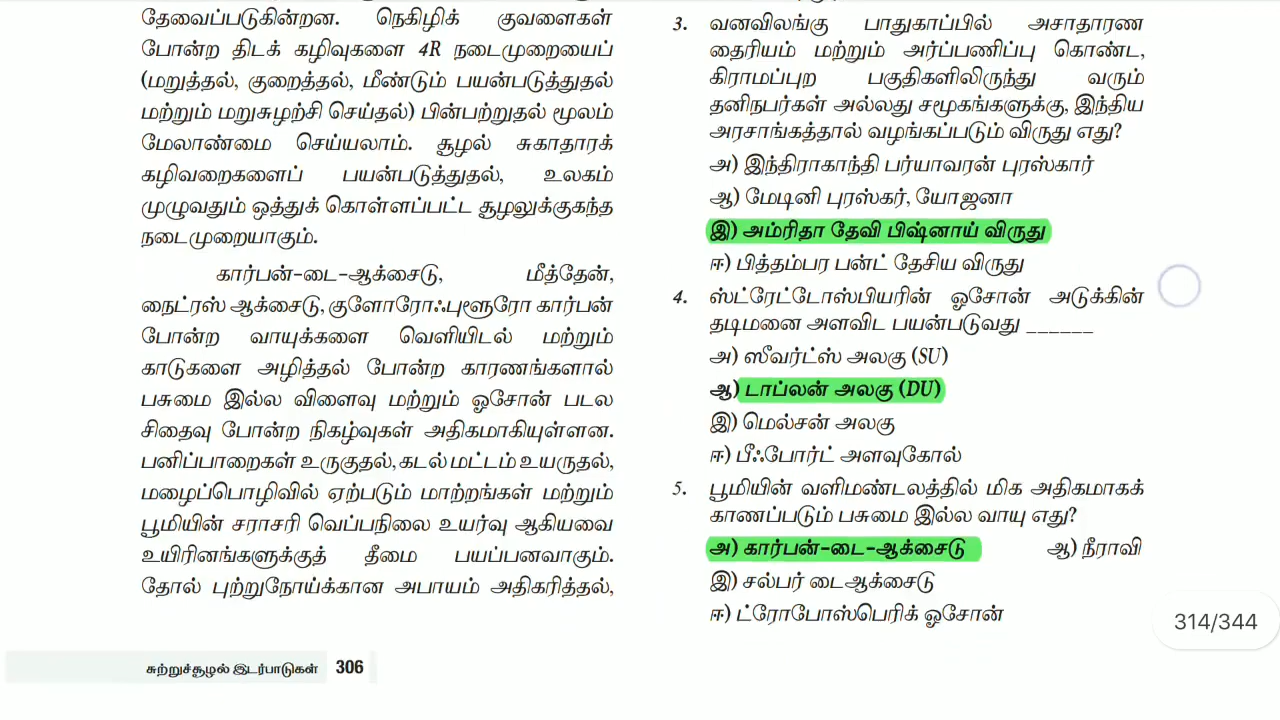 தேவைப்படுகின்றன. நெகிழிக் குவளைகள்
போன்ற திடக் கழிவுகளை 4R நடைமுறையைப்
(மறுத்தல், குறைத்தல், மீண்டும் பயன்படுத்துதல்
மற்றும் மறுசுழற்சி செய்தல்) பின்பற்றுதல் மூலம்
மேலாண்மை செய்யலாம். சூழல் சுகாதாரக்
கழிவறைகளைப் பயன்படுத்துதல், உலகம்
முழுவதும் ஒத்துக் கொள்ளப்பட்ட சூழலுக்குகந்த
நடைமுறையாகும்.
கார்பன்-டை-ஆக்சைடு, மீத்தேன்,
நைட்ரஸ் ஆக்சைடு, குளோரோஃபுளூரோ கார்பன்
போன்ற வாயுக்களை வெளியிடல் மற்றும்
காடுகளை அழித்தல் போன்ற காரணங்களால்
பசுமை இல்ல விளைவு மற்றும் ஓசோன் படல
சிதைவு போன்ற நிகழ்வுகள் அதிகமாகியுள்ளன.
பனிப்பாறைகள் உருகுதல், கடல் மட்டம் உயருதல்,
மழைப்பொழிவில் ஏற்படும் மாற்றங்கள் மற்றும்
பூமியின் சராசரி வெப்பநிலை உயர்வு ஆகியவை
உயிரினங்களுக்குத் தீமை பயப்பனவாகும்.
தோல் புற்றுநோய்க்கான அபாயம் அதிகரித்தல்,
சுற்றுச்சூழல் இடர்பாடுகள் 306
3. வனவிலங்கு பாதுகாப்பில் அசாதாரண
தைரியம் மற்றும் அர்ப்பணிப்பு கொண்ட,
கிராமப்புற பகுதிகளிலிருந்து வரும்
தனிநபர்கள் அல்லது சமூகங்களுக்கு, இந்திய
அரசாங்கத்தால் வழங்கப்படும் விருது எது?
அ) இந்திராகாந்தி பர்யாவரன் புரஸ்கார்
ஆ) மேடினி புரஸ்கர், யோஜனா
இ) அம்ரிதா தேவி பிஷ்னாய் விருது
ஈ) பித்தம்பர பன்ட் தேசிய விருது
4. ஸ்ட்ரேட்டோஸ்பியரின் ஓசோன் அடுக்கின்
தடிமனை அளவிட பயன்படுவது ______
அ) ஸீவர்ட்ஸ் அலகு (SU)
ஆ) டாப்லன் அலகு (DU)
இ) மெல்சன் அலகு
ஈ) பீஃபோர்ட் அளவுகோல்
5. பூமியின் வளிமண்டலத்தில் மிக அதிகமாகக்
காணப்படும் பசுமை இல்ல வாயு எது?
அ) கார்பன்-டை-ஆக்சைடு ஆ) நீராவி
இ) சல்பர் டைஆக்சைடு
ஈ) ட்ரோபோஸ்பெரிக் ஓசோன்
314/344